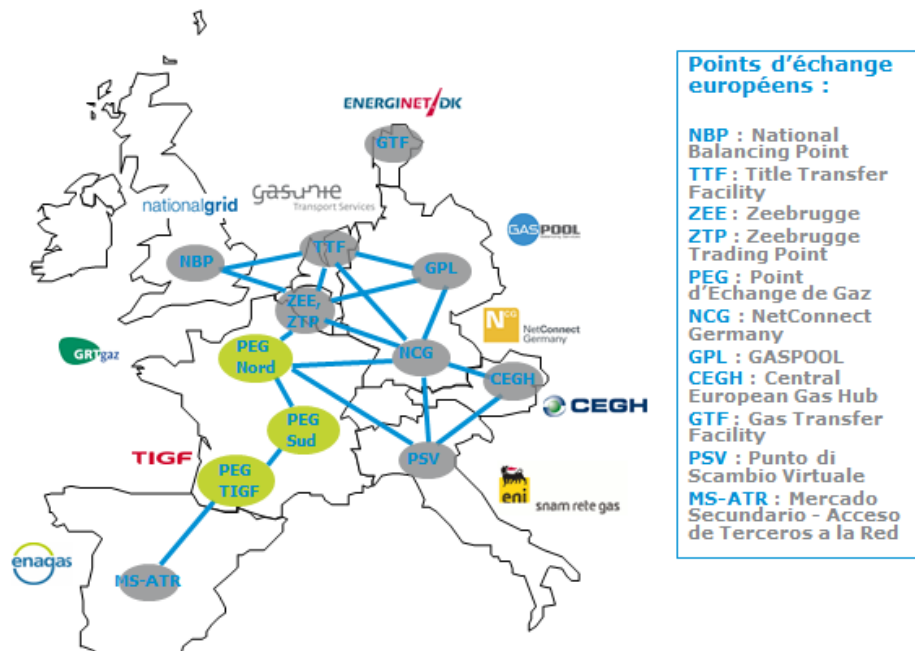 ENERGINET/DK
GTF
gasunie
Transport Services
nationalgrid
GASPOOL
Balancing Services
NBP
TTF
GPL
ZEE,
ZTP
NCG
NetConnect
Germany
GRTgaz
PEG
Nord
NCG
CEGH
CEGH
PEG
Sud
TIGF
PEG
TIGF
PSV
eni
snam rete gas
enagas
MS-ATR
Points d’échange
européens :
NBP : National
Balancing Point
TTF : Title Transfer
Facility
ZEE : Zeebrugge
ZTP : Zeebrugge
Trading Point
PEG : Point
d’Echange de Gaz
NCG : NetConnect
Germany
GPL : GASPOOL
CEGH : Central
European Gas Hub
GTF : Gas Transfer
Facility
PSV : Punto di
Scambio Virtuale
MS-ATR : Mercado
Secundario - Acceso
de Terceros a la Red